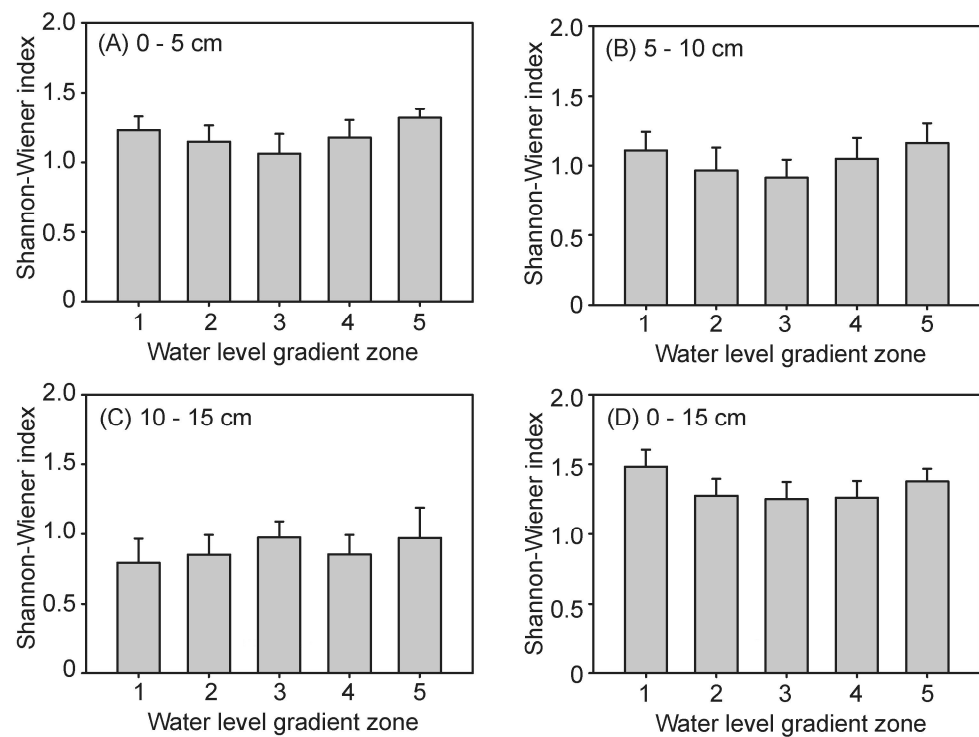 (A) 0 - 5 cm
Shannon-Wiener index
2.0
1.5
1.0
0.5
0
1 2 3 4 5
Water level gradient zone
(B) 5 - 10 cm
Shannon-Wiener index
2.0
1.5
1.0
0.5
0
1 2 3 4 5
Water level gradient zone
(C) 10 - 15 cm
Shannon-Wiener index
2.0
1.5
1.0
0.5
0
1 2 3 4 5
Water level gradient zone
(D) 0 - 15 cm
Shannon-Wiener index
2.0
1.5
1.0
0.5
0
1 2 3 4 5
Water level gradient zone